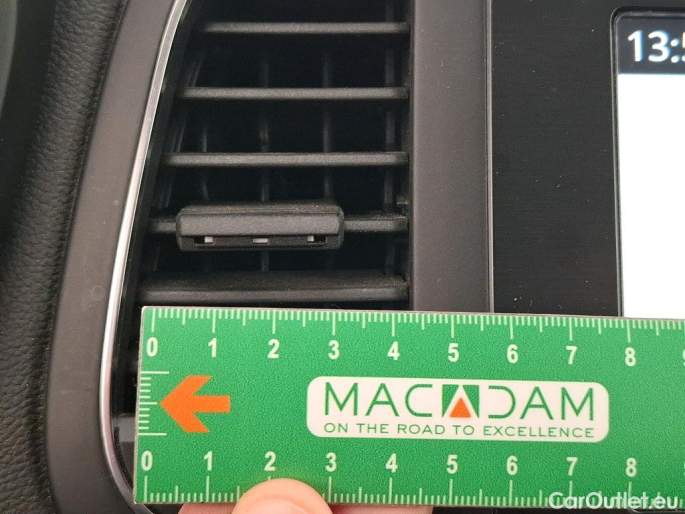 13:5
0 1 2 3 4 5 6 7 8
MACADAM
ON THE ROAD TO EXCELLENCE
0 1 2 3 4 5 6 7 8
CarOutlet.eu